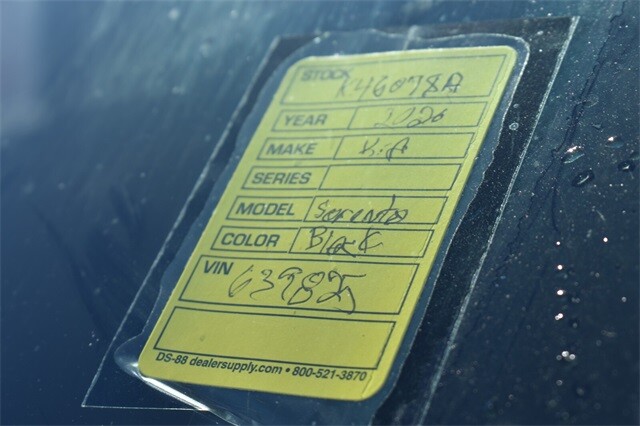 STOCK K46098A
YEAR 2020
MAKE KIA
SERIES
MODEL Sorento
COLOR Black
VIN 639825
DS-88 dealersupply.com • 800-521-3870